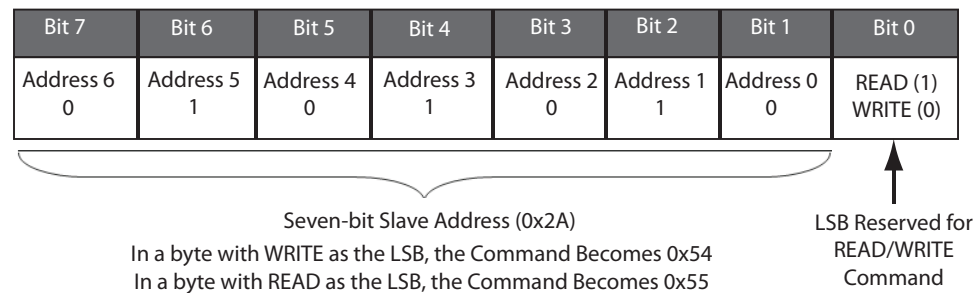 Bit 7 Bit 6 Bit 5 Bit 4 Bit 3 Bit 2 Bit 1 Bit 0
Address 6 Address 5 Address 4 Address 3 Address 2 Address 1 Address 0 READ (1)
0 1 0 1 0 1 0 WRITE (0)
Seven-bit Slave Address (0x2A)
In a byte with WRITE as the LSB, the Command Becomes 0x54
In a byte with READ as the LSB, the Command Becomes 0x55
LSB Reserved for
READ/WRITE
Command